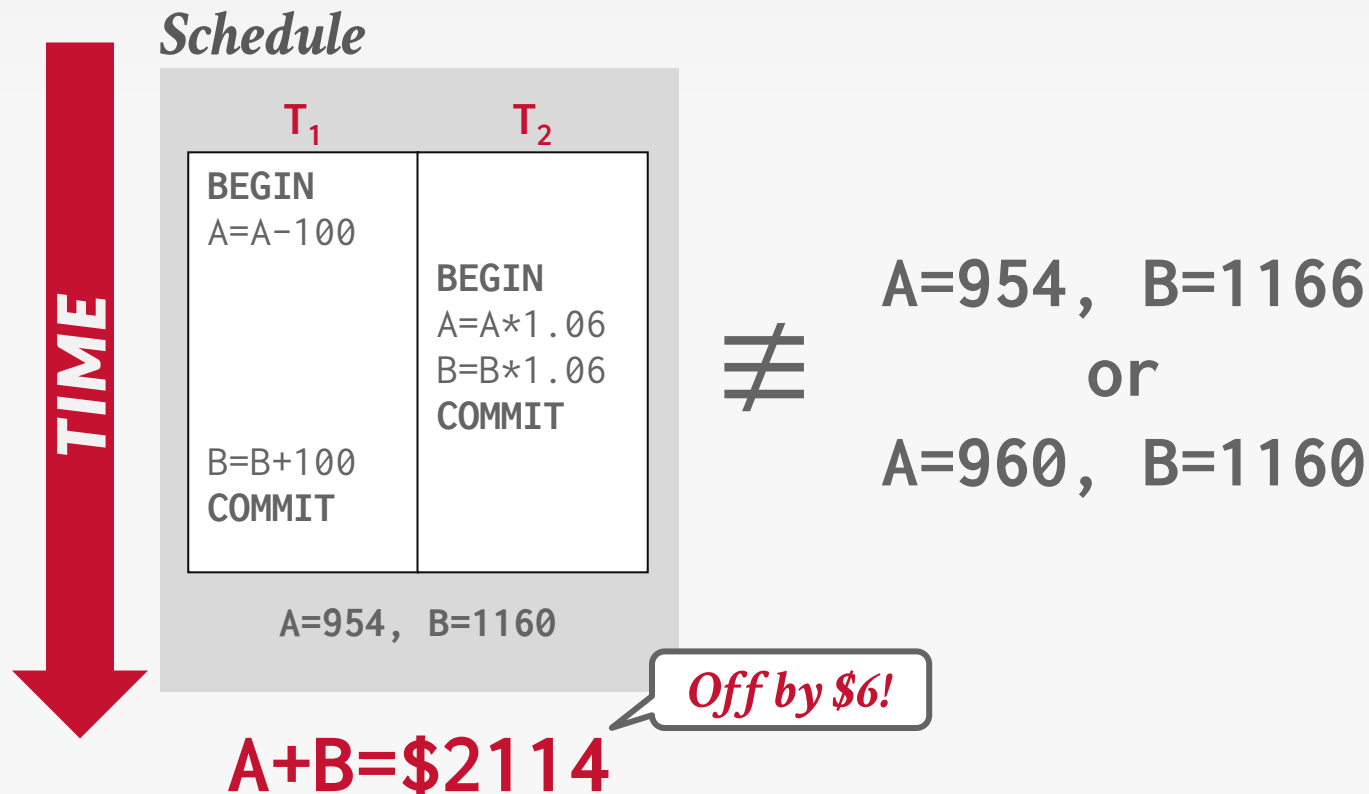 Schedule
TIME
T1 T2
BEGIN
A=A-100
BEGIN
A=A*1.06
B=B*1.06
COMMIT
B=B+100
COMMIT
A=954, B=1160
≢
A=954, B=1166
or
A=960, B=1160
Off by $6!
A+B=$2114